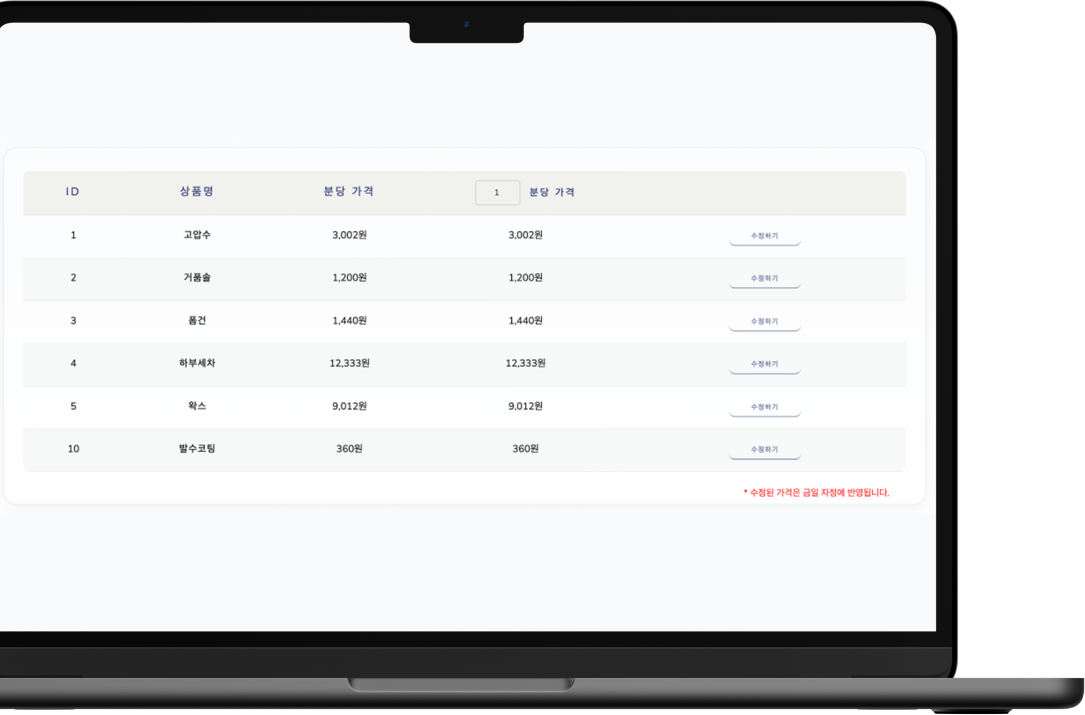 ID 상품명 분당 가격 1 분당 가격
1 고압수 3,002원 3,002원 수정하기
2 거품솔 1,200원 1,200원 수정하기
3 폼건 1,440원 1,440원 수정하기
4 하부세차 12,333원 12,333원 수정하기
5 왁스 9,012원 9,012원 수정하기
10 발수코팅 360원 360원 수정하기
* 수정된 가격은 금일 자정에 반영됩니다.